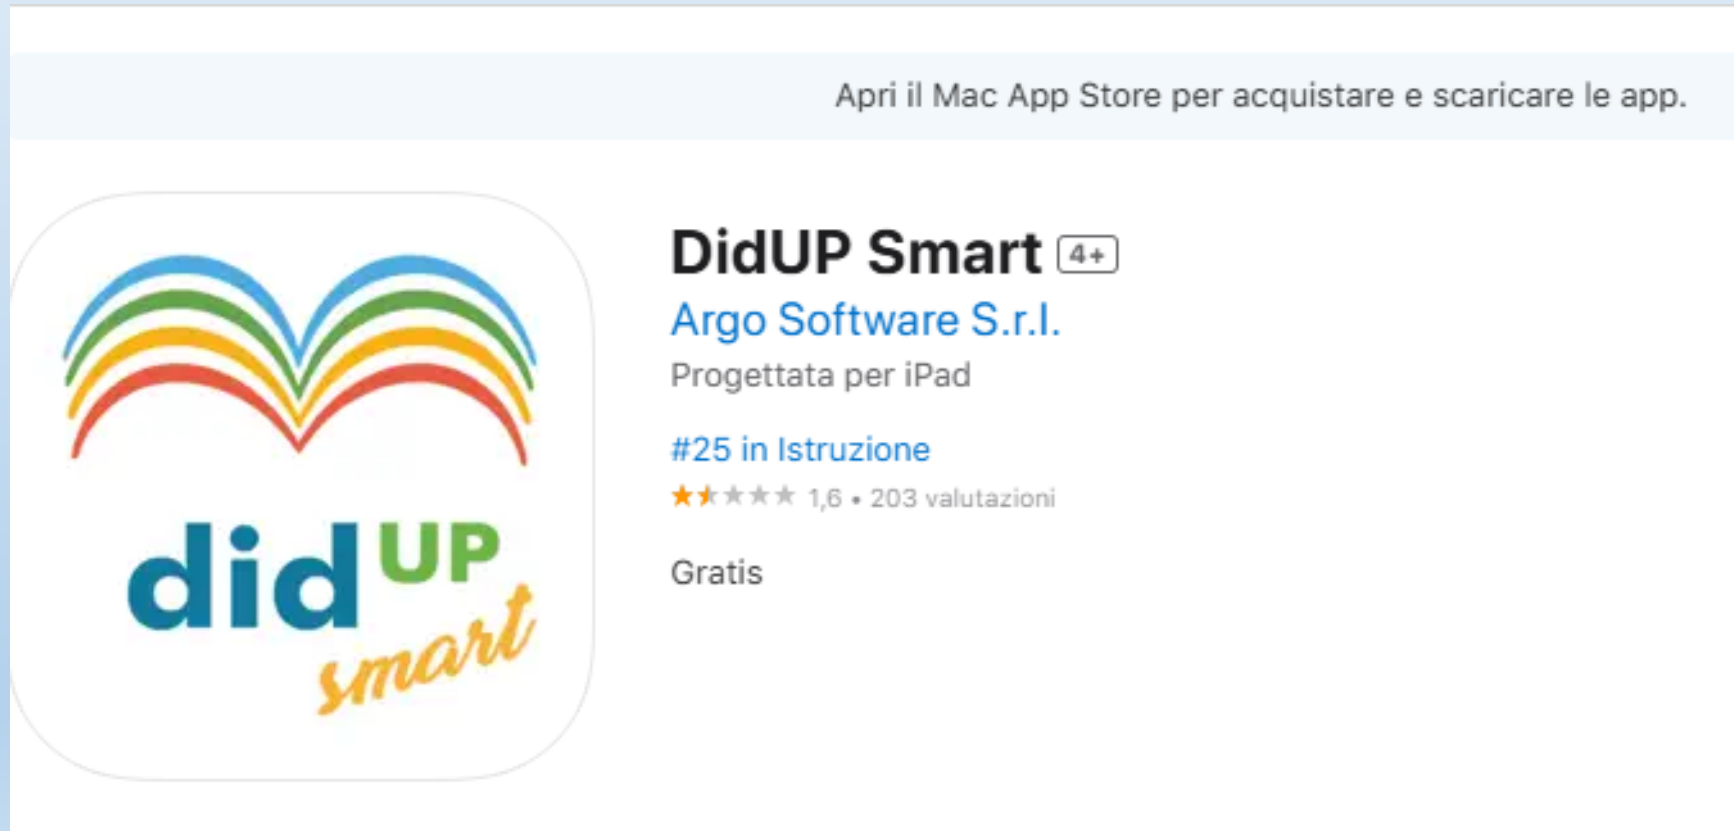 Apri il Mac App Store per acquistare e scaricare le app.
did UP
smart
DidUP Smart 4+
Argo Software S.r.l.
Progettata per iPad
#25 in Istruzione
1,6 • 203 valutazioni
Gratis